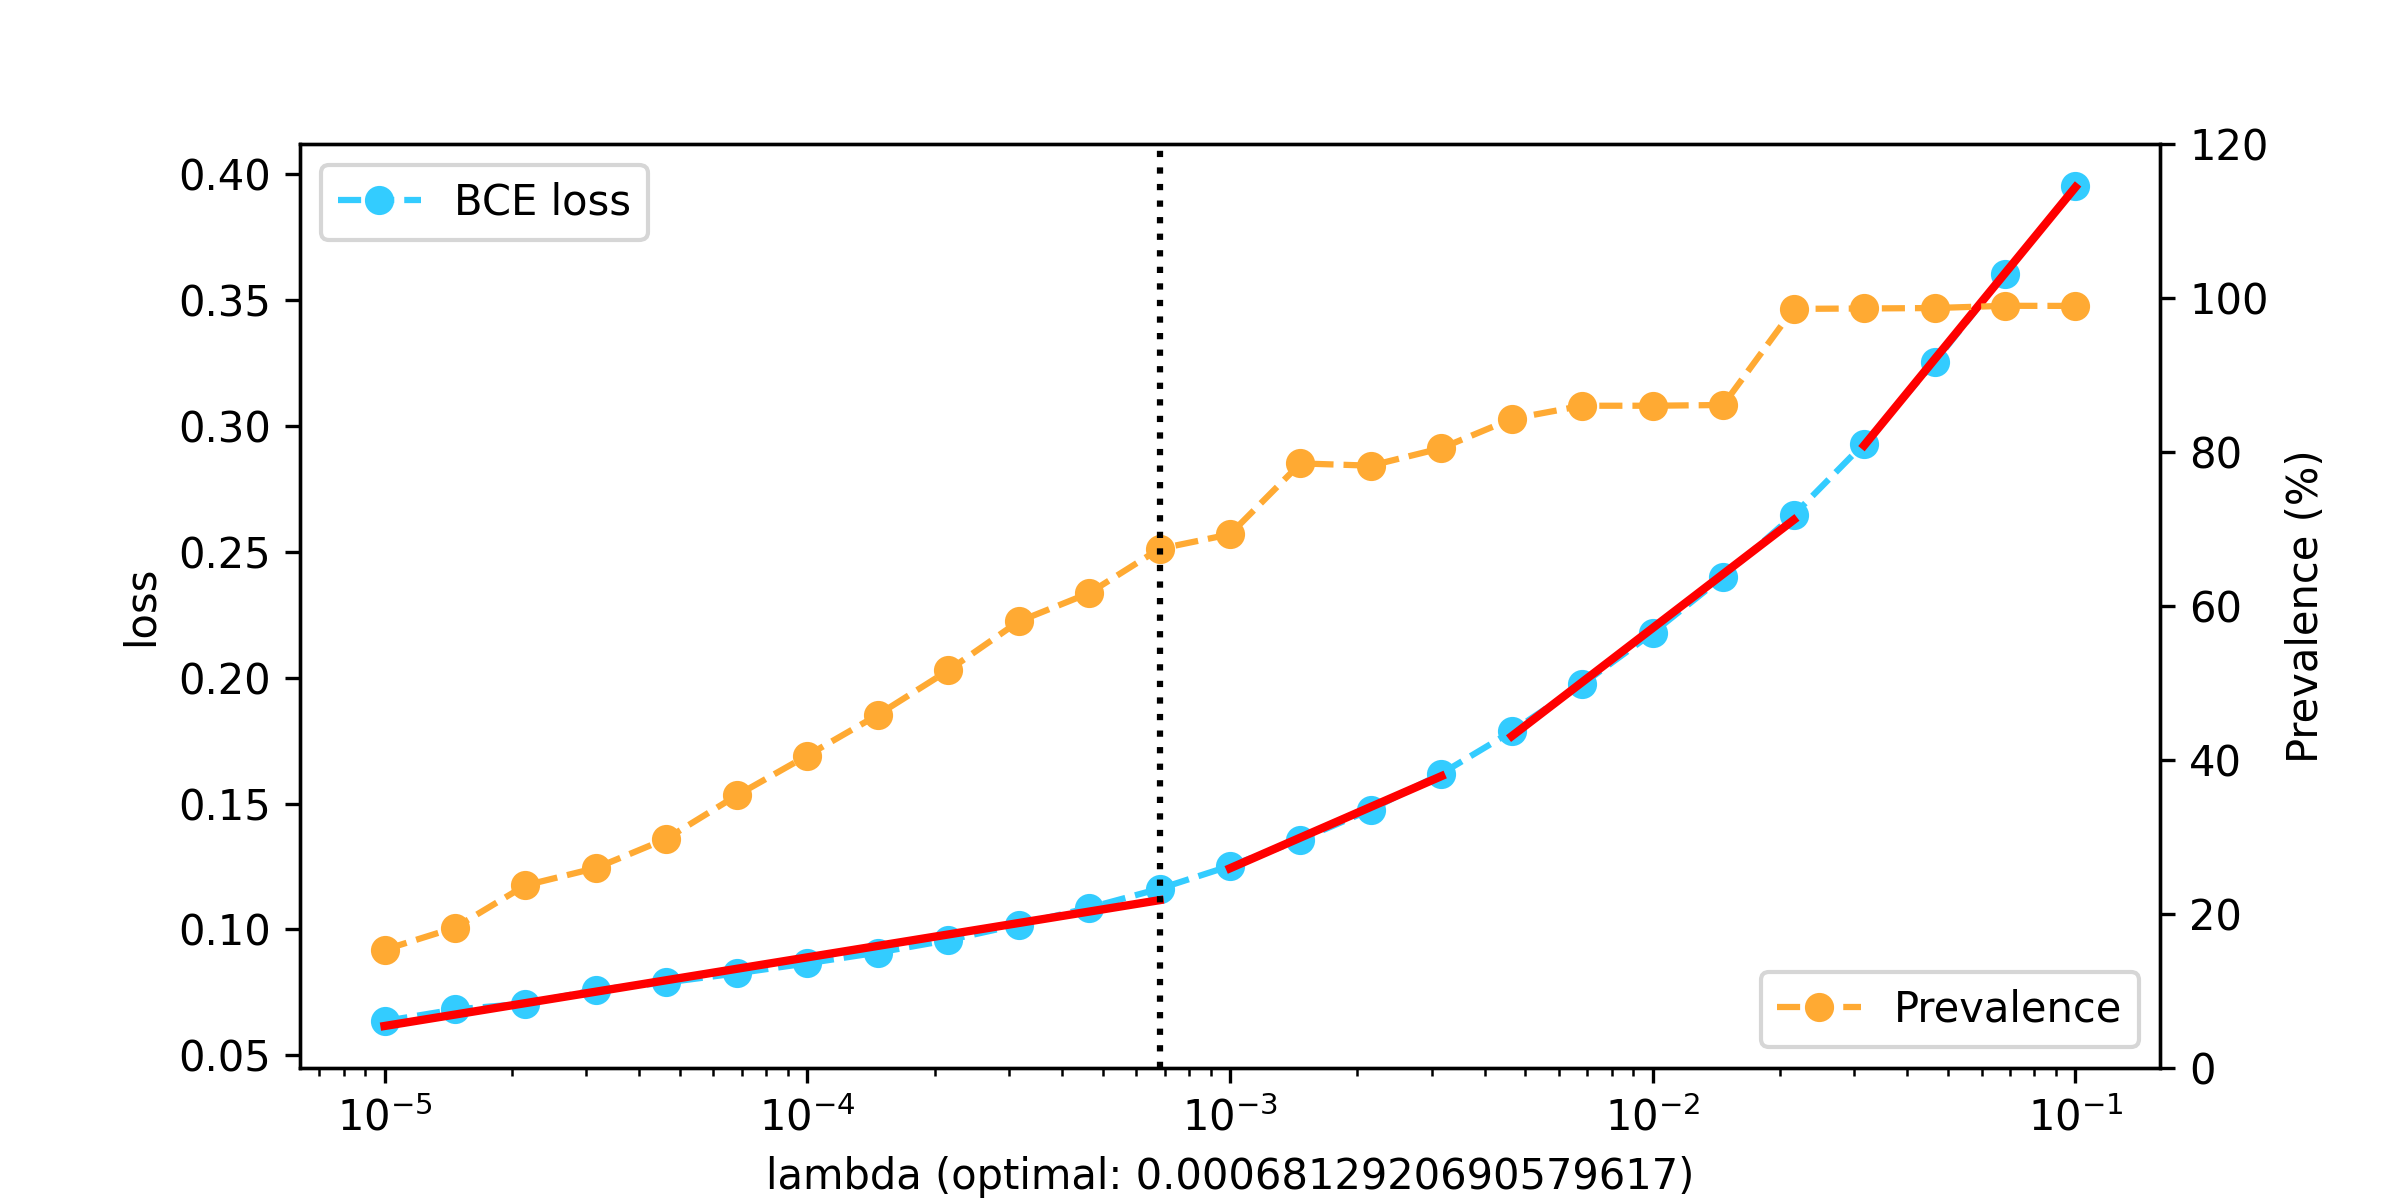 BCE loss
Prevalence
0.40
0.35
0.30
0.25
0.20
0.15
0.10
0.05
loss
120
100
80
60
40
20
0
Prevalence (%)
10⁻⁵ 10⁻⁴ 10⁻³ 10⁻² 10⁻¹
lambda (optimal: 0.0006812920690579617)